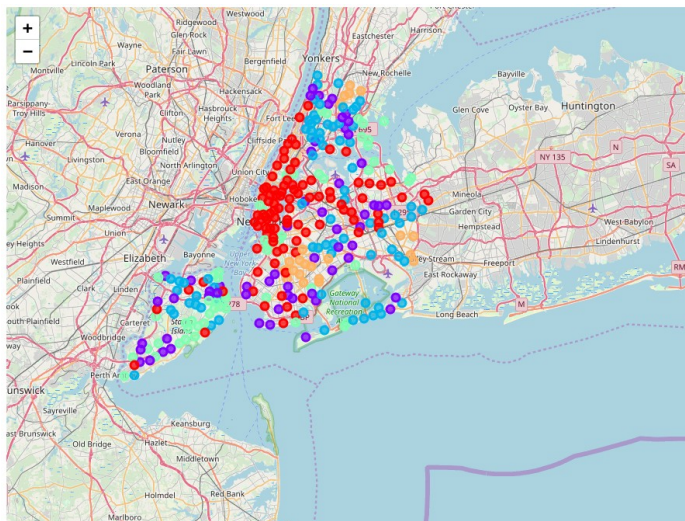 +
−
Westwood
Ridgewood
Glen Rock
Wayne
Fair Lawn
Lincoln Park
Paterson
Bergenfield
Yonkers
Eastchester
Harrison
New Rochelle
Montville
Woodland Park
Hackensack
Bayville
Parsippany-Troy Hills
Hasbrouck Heights
Glen Cove
Oyster Bay
Huntington
Verona
Clifton
Hanover
Nutley
Bloomfield
Cliffside Park
Livingston
North Arlington
695
Madison
East Orange
Union City
NY 135
N
SA
Summit
Maplewood
Newark
Hoboken
Mineola
Garden City
Union
Hempstead
West Babylon
Elizabeth
Bayonne
Lindenhurst
Westfield
East Rockaway
Freeport
RM
Clark
Linden
Gateway National Recreation
Long Beach
M
South Plainfield
Carteret
Woodbridge
Island
Perth
Sayreville
Keansburg
Old Bridge
Hazlet
Middletown
Holmdel
Red Bank
Marlboro